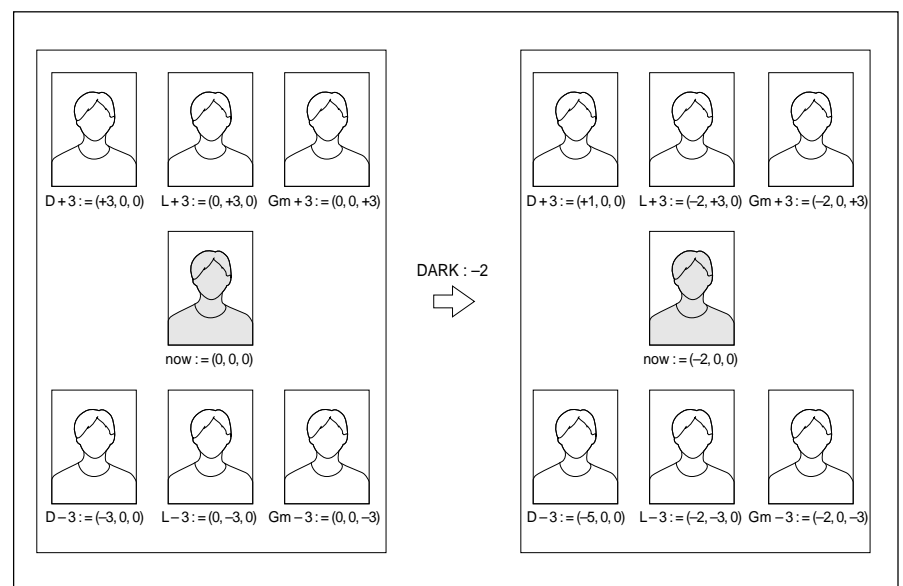 D + 3 : = (+3, 0, 0) L + 3 : = (0, +3, 0) Gm + 3 : = (0, 0, +3)
now : = (0, 0, 0)
D – 3 : = (–3, 0, 0) L – 3 : = (0, –3, 0) Gm – 3 : = (0, 0, –3)
DARK : –2
D + 3 : = (+1, 0, 0) L + 3 : = (–2, +3, 0) Gm + 3 : = (–2, 0, +3)
now : = (–2, 0, 0)
D – 3 : = (–5, 0, 0) L – 3 : = (–2, –3, 0) Gm – 3 : = (–2, 0, –3)